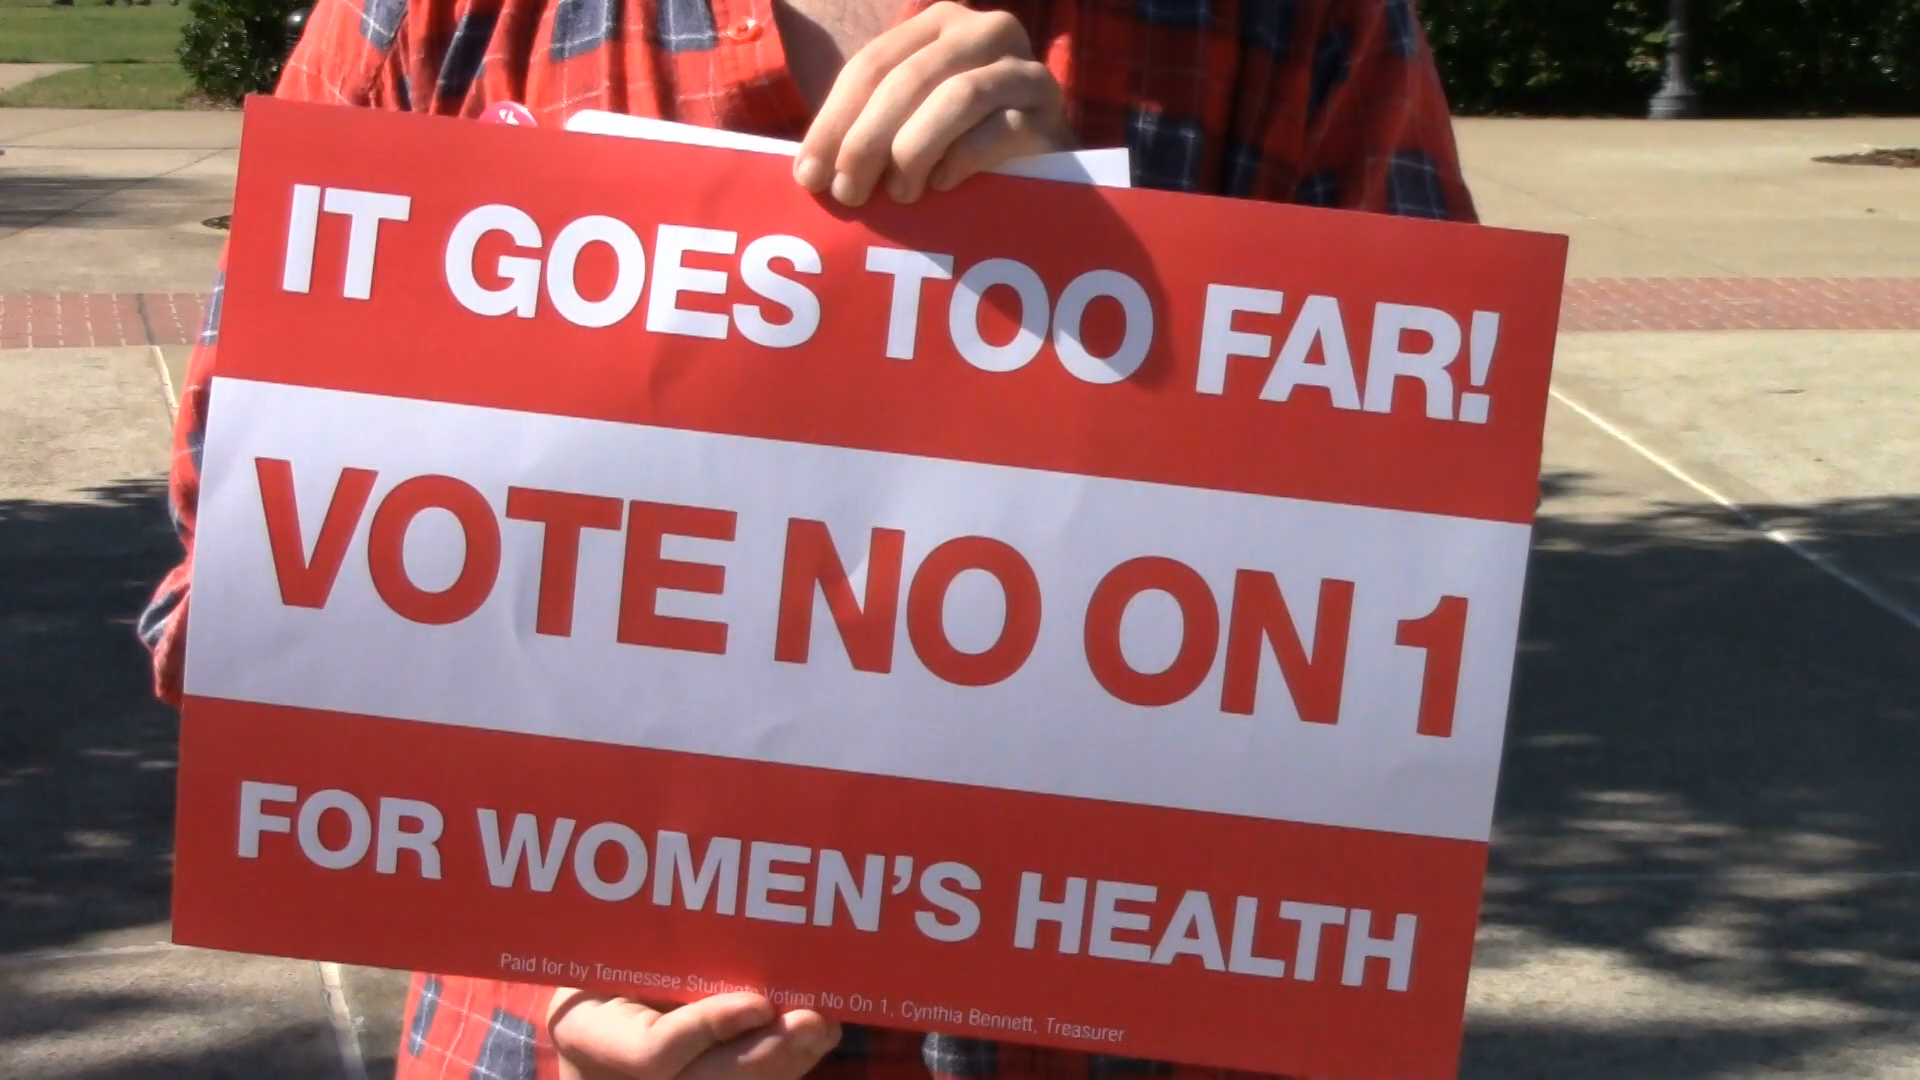 IT GOES TOO FAR!
VOTE NO ON 1
FOR WOMEN'S HEALTH
Paid for by Tennessee Students Voting No On 1, Cynthia Bennett, Treasurer